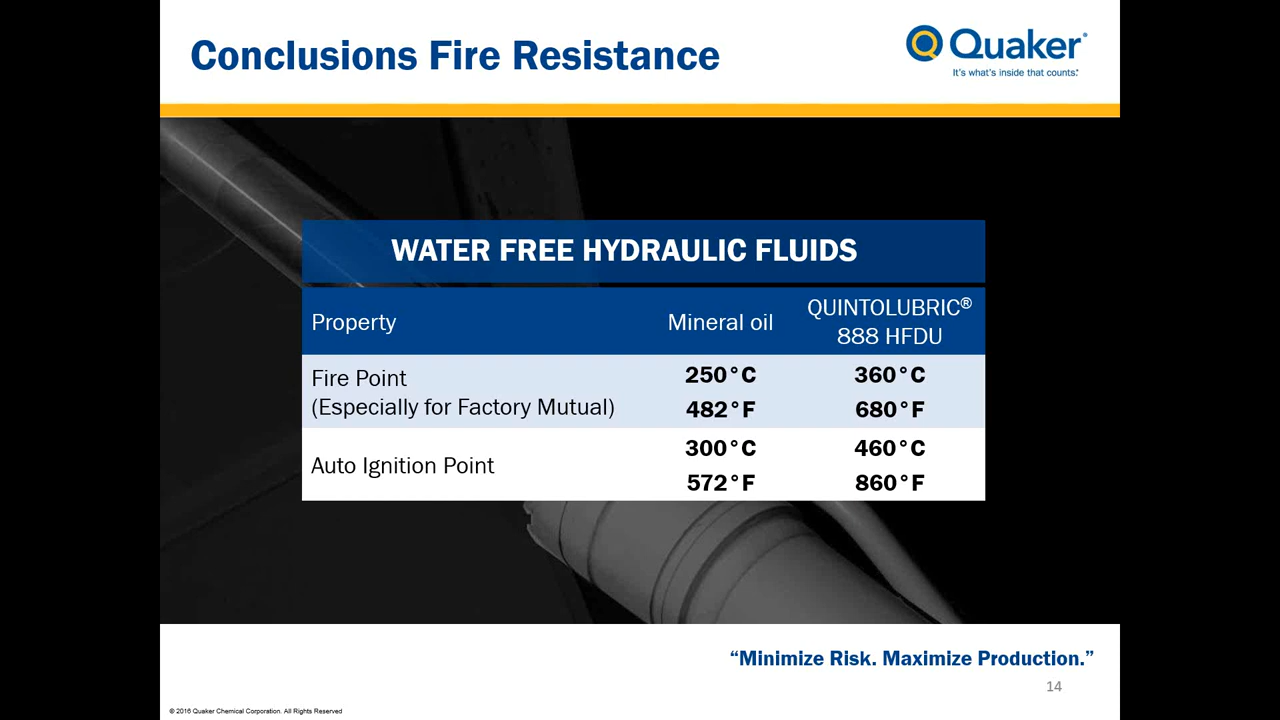 Conclusions Fire Resistance
Quaker®
It's what's inside that counts.™
WATER FREE HYDRAULIC FLUIDS
Property
Mineral oil
QUINTOLUBRIC®
888 HFDU
Fire Point
(Especially for Factory Mutual)
250°C
482°F
360°C
680°F
Auto Ignition Point
300°C
572°F
460°C
860°F
“Minimize Risk. Maximize Production.”
14
© 2016 Quaker Chemical Corporation. All Rights Reserved